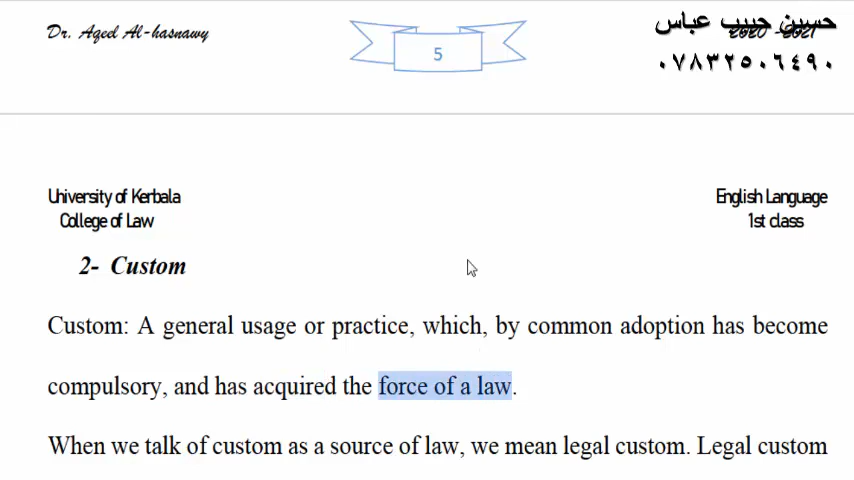 Dr. Aqeel Al-hasnawy
5
2020 - 2021
حسين حبيب عباس
٠٧٨٣٢٥٠٦٤٩٠
University of Kerbala
English Language
College of Law
1st class
2- Custom
Custom: A general usage or practice, which, by common adoption has become
compulsory, and has acquired the force of a law.
When we talk of custom as a source of law, we mean legal custom. Legal custom